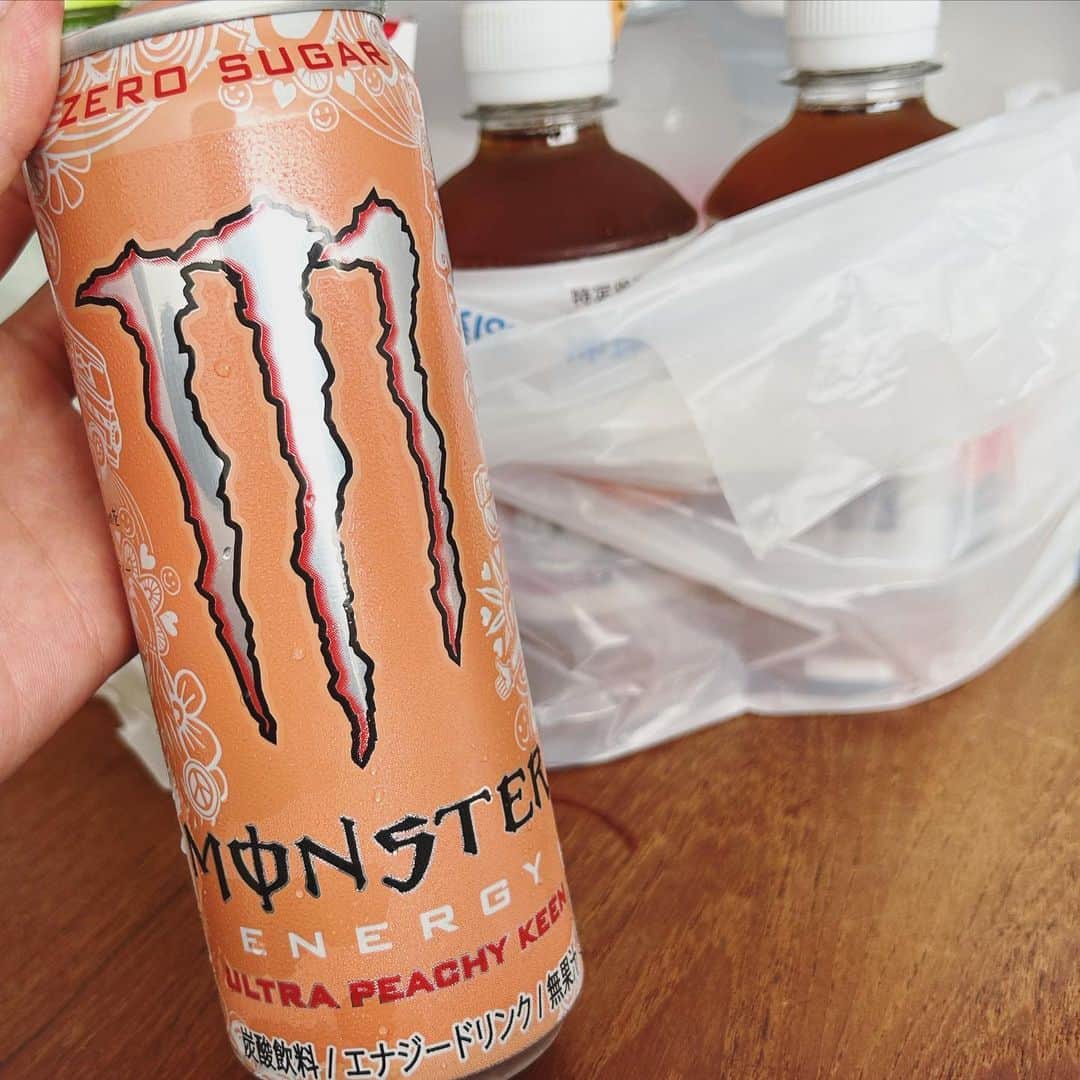 ZERO SUGAR
MONSTER
ENERGY
ULTRA PEACHY KEEN
炭酸飲料 / エナジードリンク / 無果汁